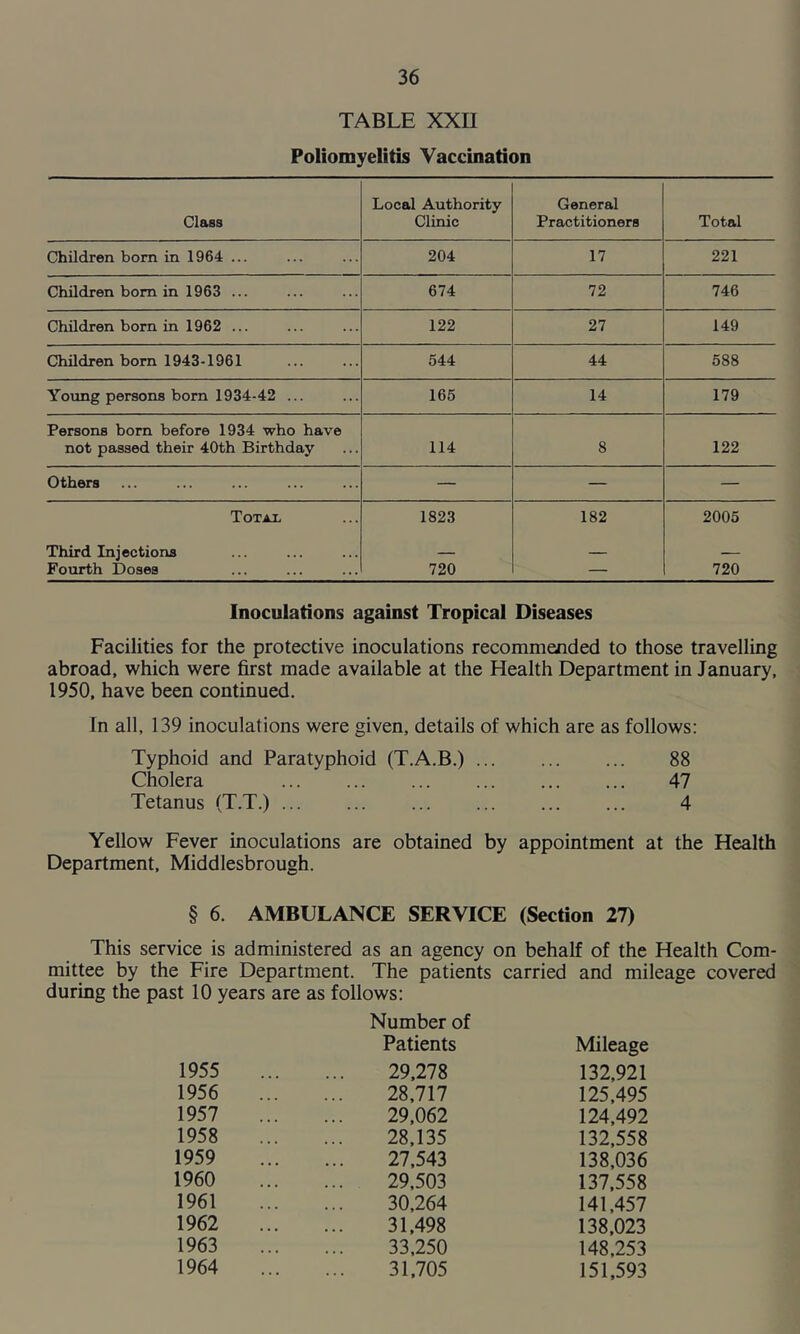 36
TABLE XXII
Poliomyelitis Vaccination
Class Local Authority Clinic General Practitioners Total
Children born in 1964 ... ... ... 204 17 221
Children born in 1963 ... ... ... 674 72 746
Children born in 1962 ... ... ... 122 27 149
Children born 1943-1961 ... ... 544 44 588
Young persons born 1934-42 ... ... 165 14 179
Persons born before 1934 who have
not passed their 40th Birthday ... 114 8 122
Others ... ... ... ... ... — — —
TOTAL ... 1823 182 2005
Third Injections ... ... ... — — —
Fourth Doses ... ... ... 720 — 720
Inoculations against Tropical Diseases
Facilities for the protective inoculations recommended to those travelling
abroad, which were first made available at the Health Department in January,
1950, have been continued.
In all, 139 inoculations were given, details of which are as follows:
Typhoid and Paratyphoid (T.A.B.) ... ... ... 88
Cholera ... ... ... ... ... ... 47
Tetanus (T.T.) ... ... ... ... ... ... 4
Yellow Fever inoculations are obtained by appointment at the Health
Department, Middlesbrough.
§ 6. AMBULANCE SERVICE (Section 27)
This service is administered as an agency on behalf of the Health Com-
mittee by the Fire Department. The patients carried and mileage covered
during the past 10 years are as follows:
Number of
Patients Mileage
1955 ... ... 29,278 132,921
1956 ... ... 28,717 125,495
1957 ... ... 29,062 124,492
1958 ... ... 28,135 132,558
1959 ... ... 27,543 138,036
1960 ... ... 29,503 137,558
1961 ... ... 30,264 141,457
1962 ... ... 31,498 138,023
1963 ... ... 33,250 148,253
1964 ... ... 31,705 151,593